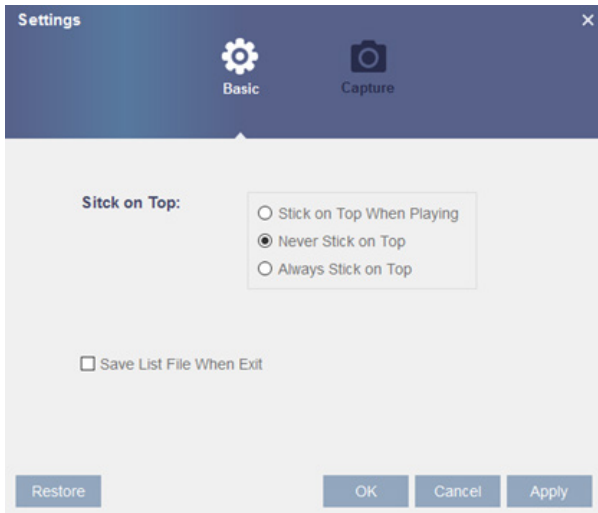 Settings
Basic
Capture
Sitck on Top:
Stick on Top When Playing
Never Stick on Top
Always Stick on Top
Save List File When Exit
Restore
OK
Cancel
Apply